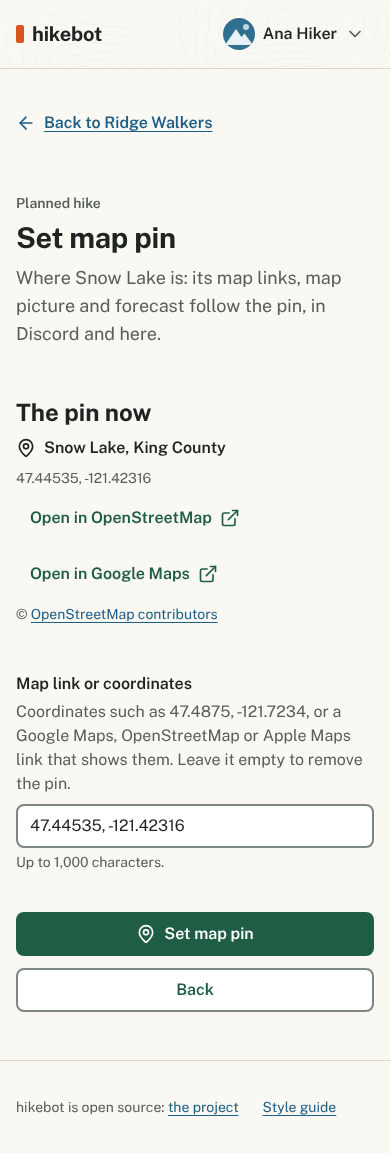 hikebot
Ana Hiker
Back to Ridge Walkers
Planned hike
Set map pin
Where Snow Lake is: its map links, map
picture and forecast follow the pin, in
Discord and here.
The pin now
Snow Lake, King County
47.44535, -121.42316
Open in OpenStreetMap
Open in Google Maps
© OpenStreetMap contributors
Map link or coordinates
Coordinates such as 47.4875, -121.7234, or a
Google Maps, OpenStreetMap or Apple Maps
link that shows them. Leave it empty to remove
the pin.
47.44535, -121.42316
Up to 1,000 characters.
Set map pin
Back
hikebot is open source: the project Style guide